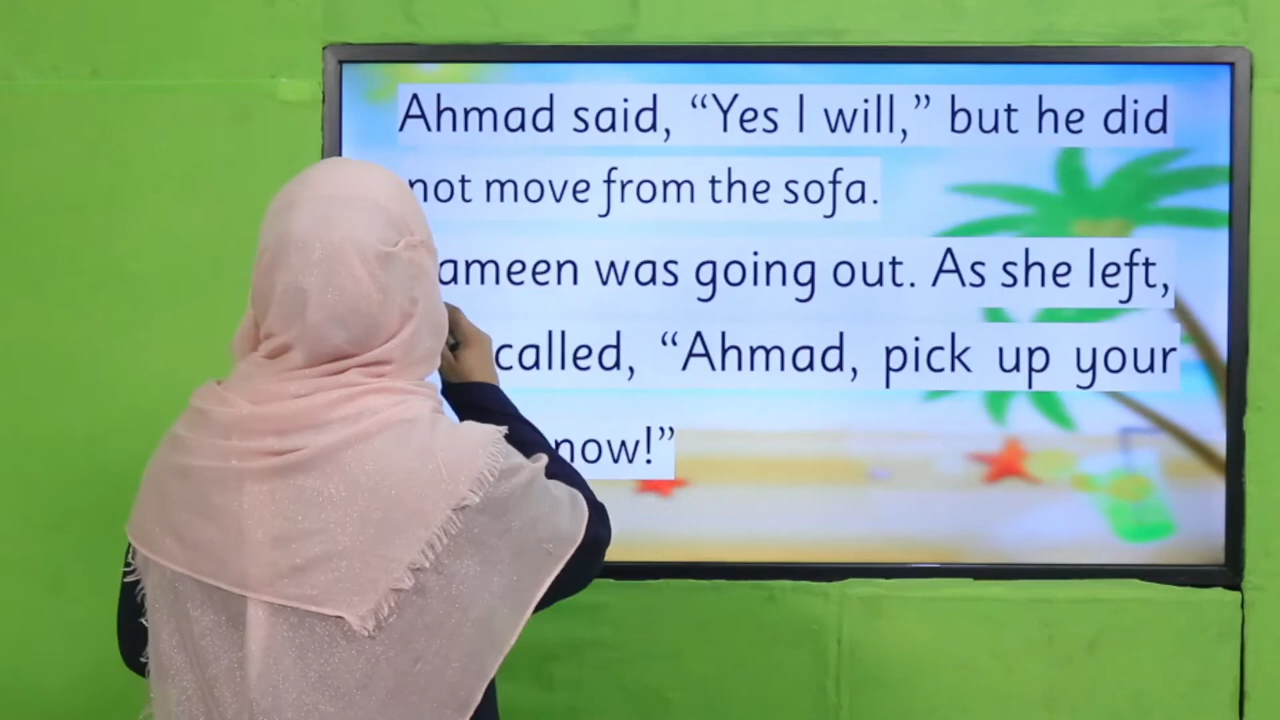 Ahmad said, “Yes I will,” but he did
not move from the sofa.
was going out. As she left,
called, “Ahmad, pick up your
now!”